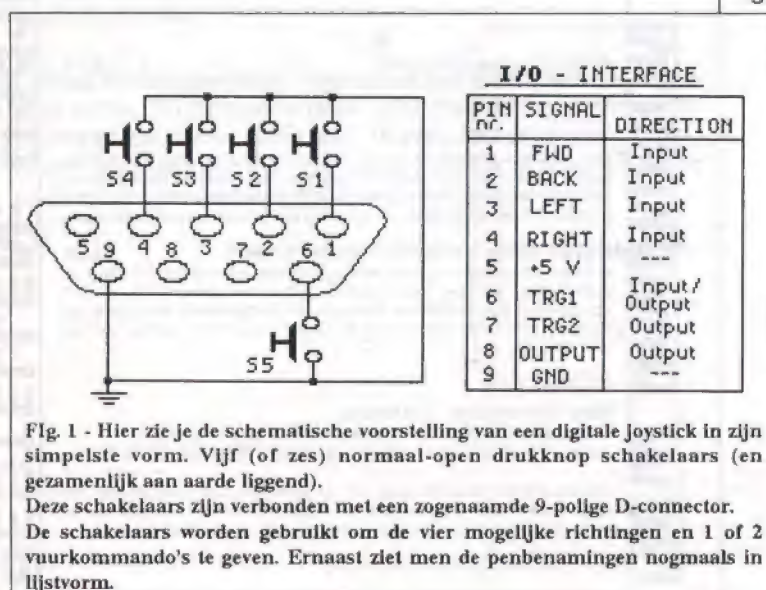 I/O - INTERFACE
PIN nr. SIGNAL DIRECTION
1 FWD Input
2 BACK Input
3 LEFT Input
4 RIGHT Input
5 +5 V ---
6 TRG1 Input/
Output
7 TRG2 Output
8 OUTPUT Output
9 GND ---
S4 S3 S2 S1
5 4 3 2 1
9 8 7 6
S5
Fig. 1 - Hier zie je de schematische voorstelling van een digitale joystick in zijn
simpelste vorm. Vijf (of zes) normaal-open drukknop schakelaars (en
gezamenlijk aan aarde liggend).
Deze schakelaars zijn verbonden met een zogenaamde 9-polige D-connector.
De schakelaars worden gebruikt om de vier mogelijke richtingen en 1 of 2
vuurkommando's te geven. Ernaast ziet men de penbenamingen nogmaals in
lijstvorm.